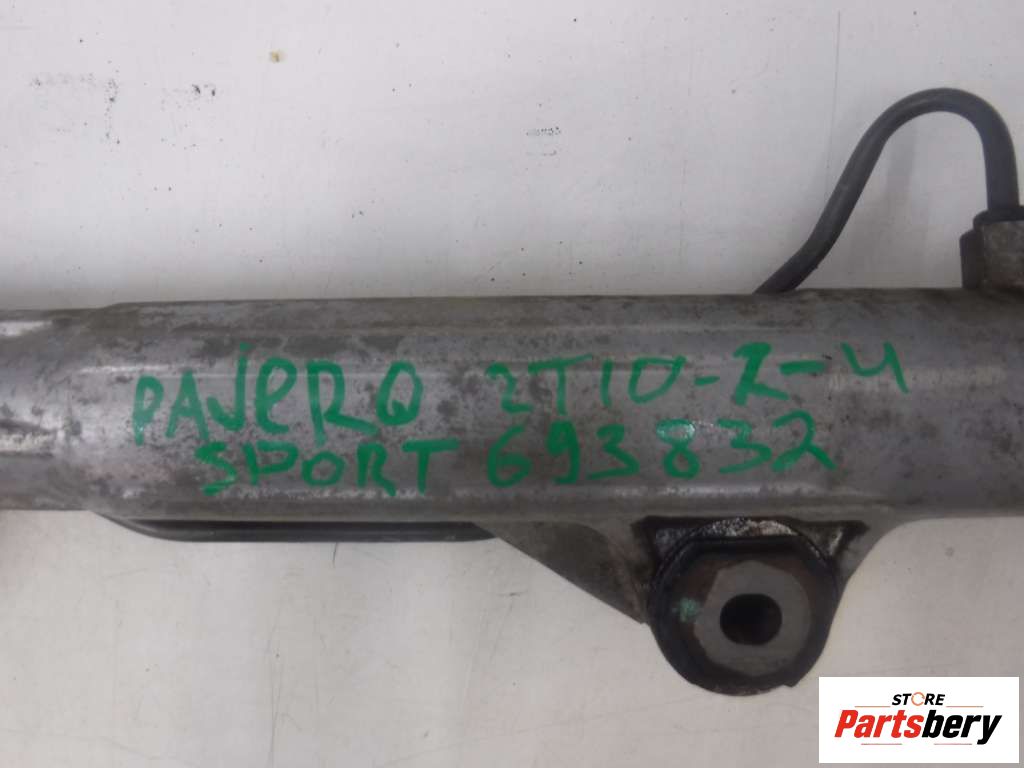 PAJERO 2T10-Z-4
SPORT 693832
STORE
Partsbery